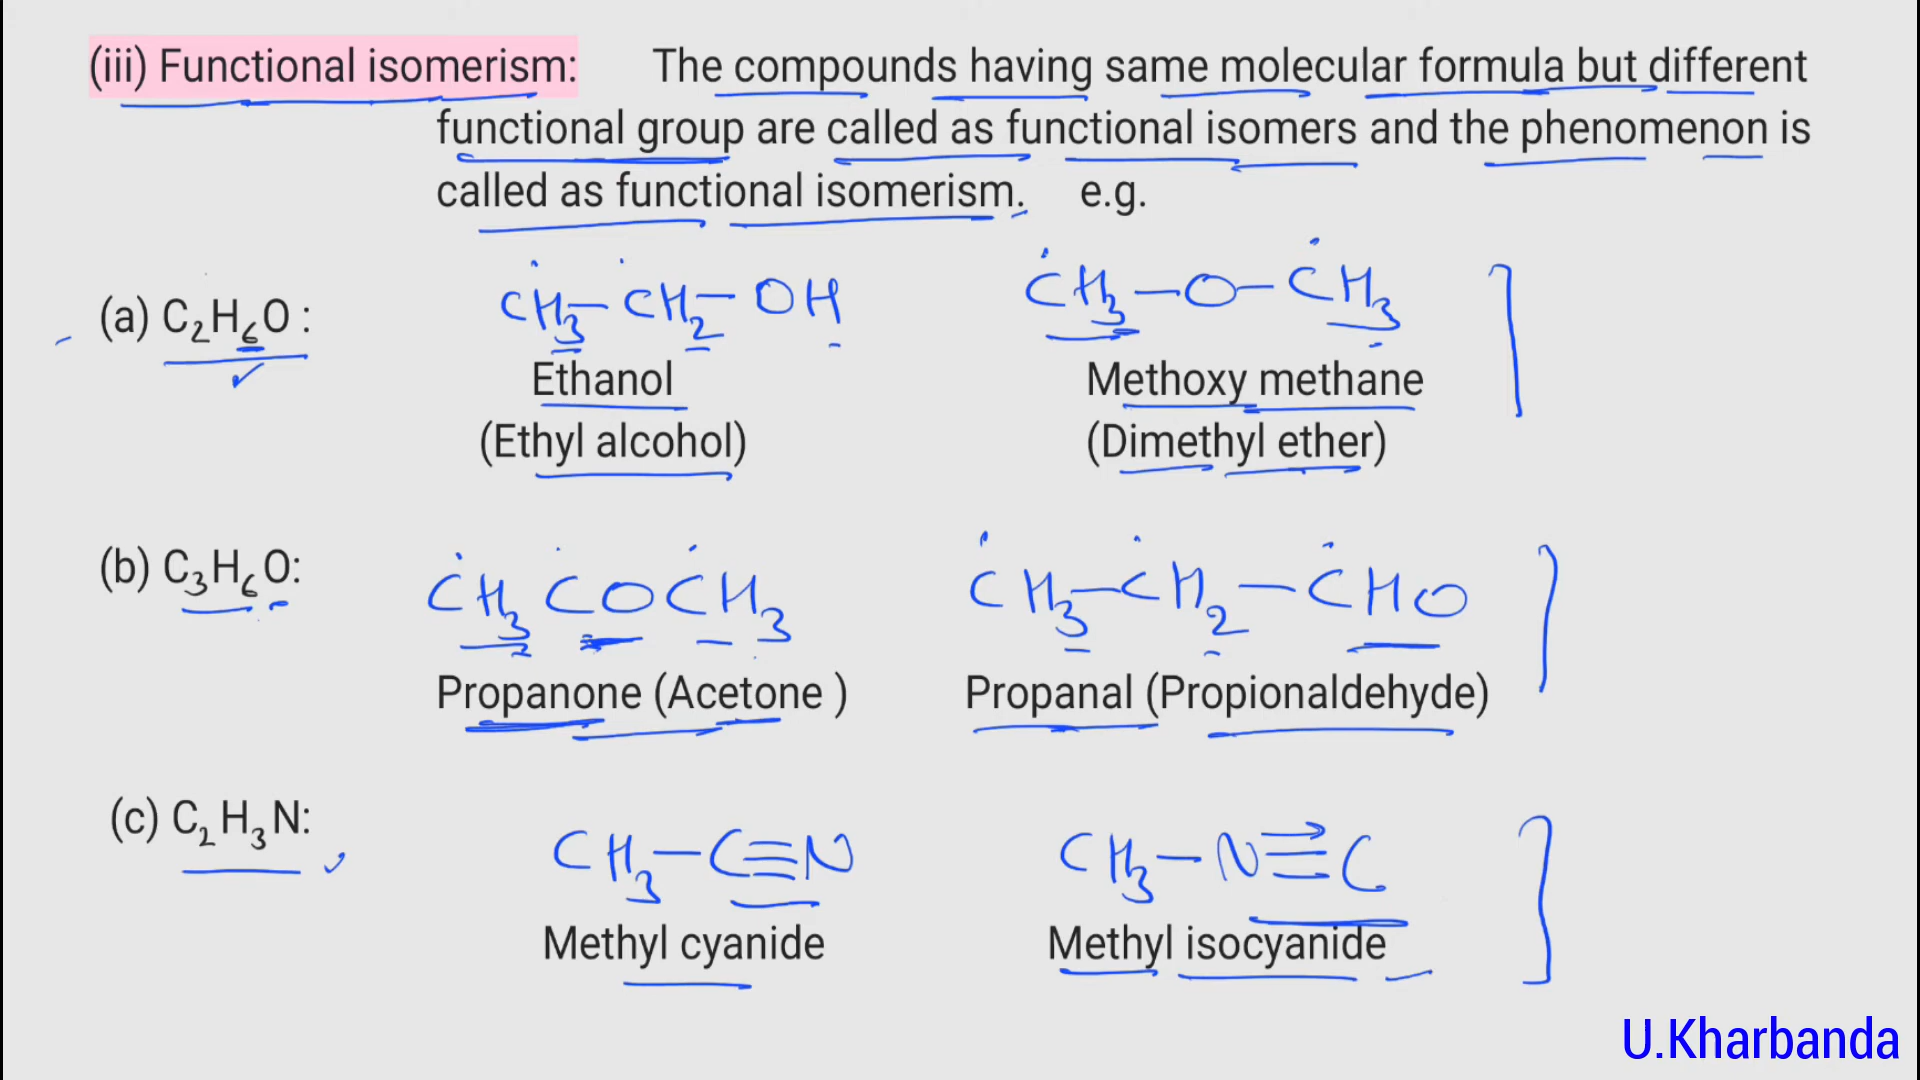 (iii) Functional isomerism: The compounds having same molecular formula but different
functional group are called as functional isomers and the phenomenon is
called as functional isomerism. e.g.
(a) C₂H₆O : CH₃–CH₂–OH CH₃–O–CH₃
Ethanol Methoxy methane
(Ethyl alcohol) (Dimethyl ether)
(b) C₃H₆O: CH₃COCH₃ CH₃–CH₂–CHO
Propanone (Acetone ) Propanal (Propionaldehyde)
(c) C₂H₃N: CH₃–C≡N CH₃–N⩸C
Methyl cyanide Methyl isocyanide
U.Kharbanda